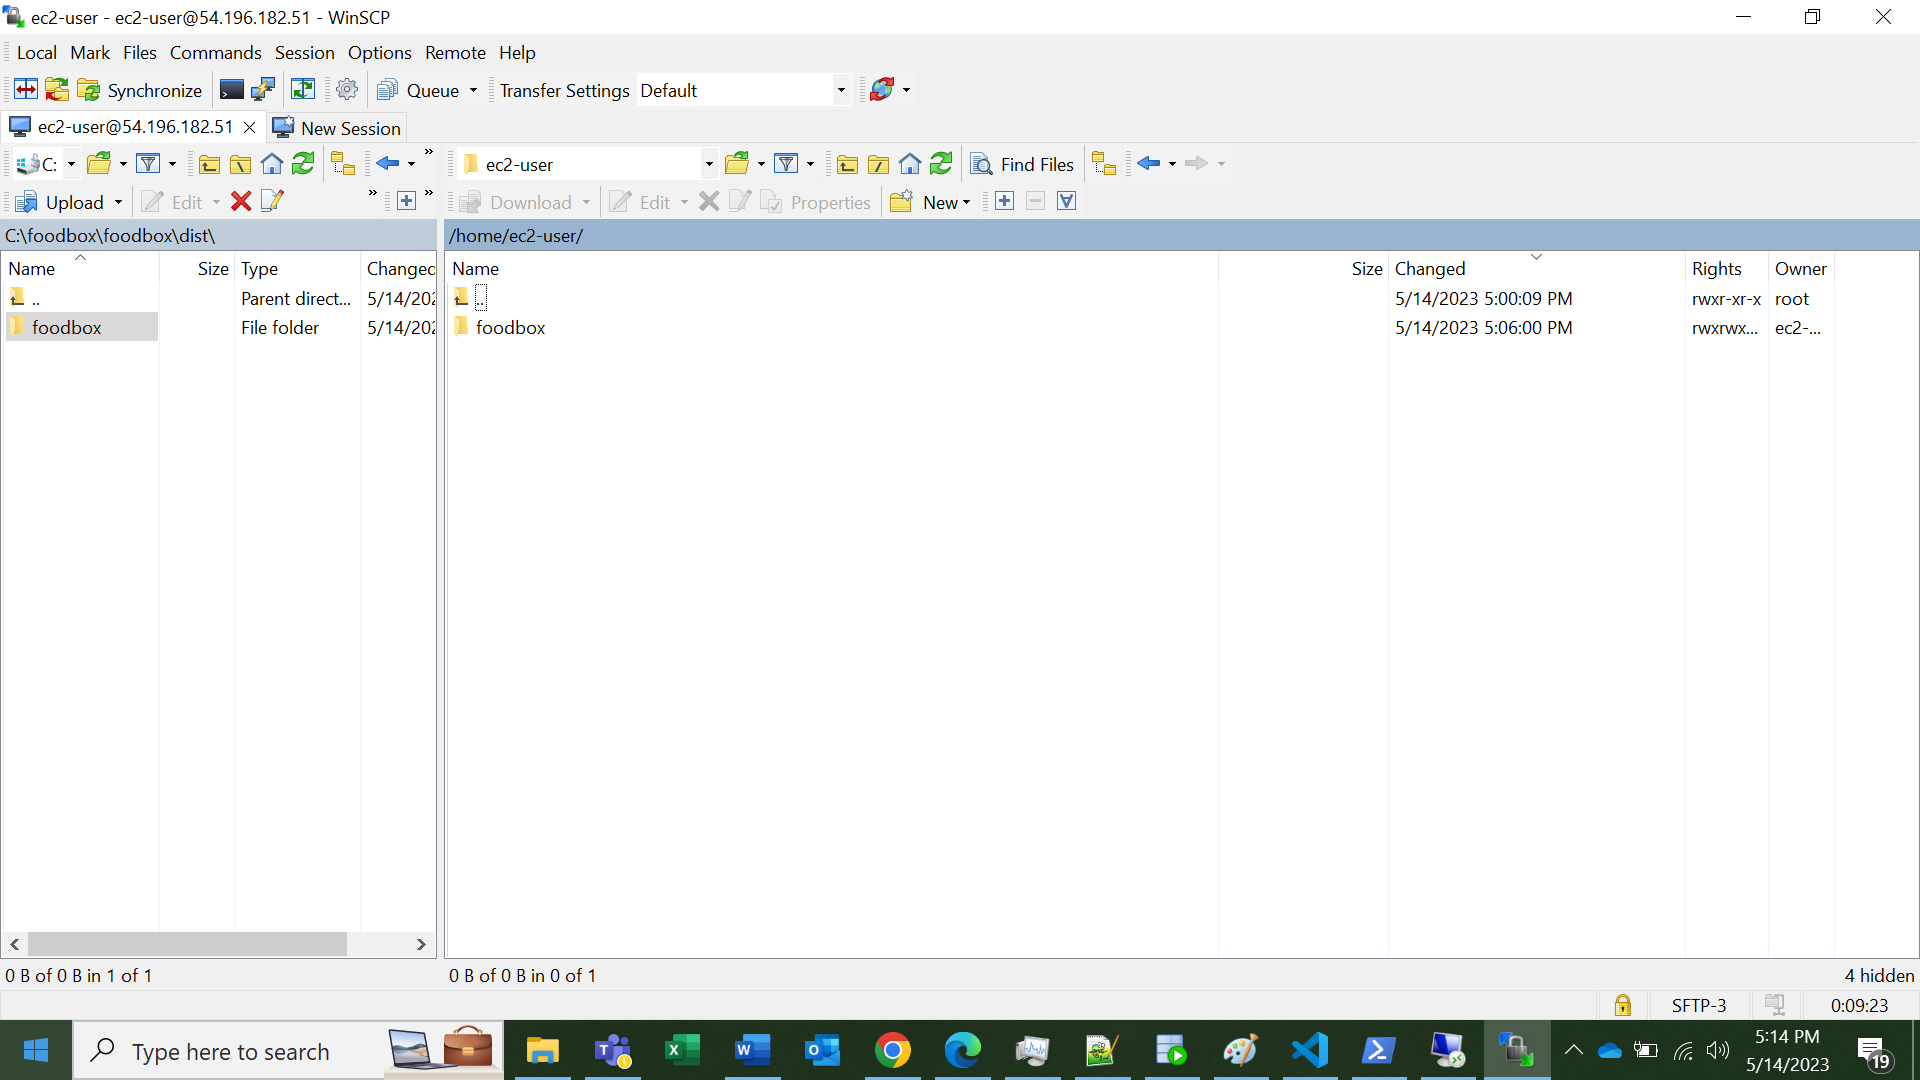 ec2-user - ec2-user@54.196.182.51 - WinSCP
Local Mark Files Commands Session Options Remote Help
Synchronize Queue Transfer Settings Default
ec2-user@54.196.182.51 New Session
C: ec2-user Find Files
Upload Edit Download Edit Properties New
C:\foodbox\foodbox\dist\ /home/ec2-user/
Name Size Type Changed Name Size Changed Rights Owner
.. Parent direct... 5/14/202 .. 5/14/2023 5:00:09 PM rwxr-xr-x root
foodbox File folder 5/14/202 foodbox 5/14/2023 5:06:00 PM rwxrwx... ec2-...
0 B of 0 B in 1 of 1 0 B of 0 B in 0 of 1 4 hidden
SFTP-3 0:09:23
Type here to search
5:14 PM
5/14/2023
19